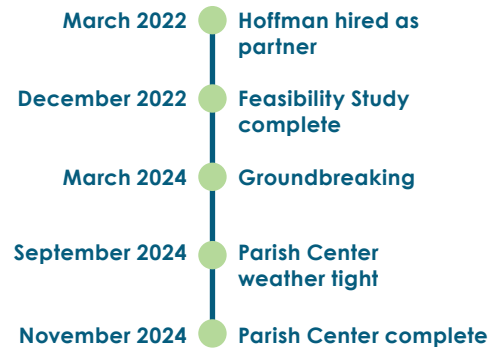 March 2022
Hoffman hired as
partner
December 2022
Feasibility Study
complete
March 2024
Groundbreaking
September 2024
Parish Center
weather tight
November 2024
Parish Center complete